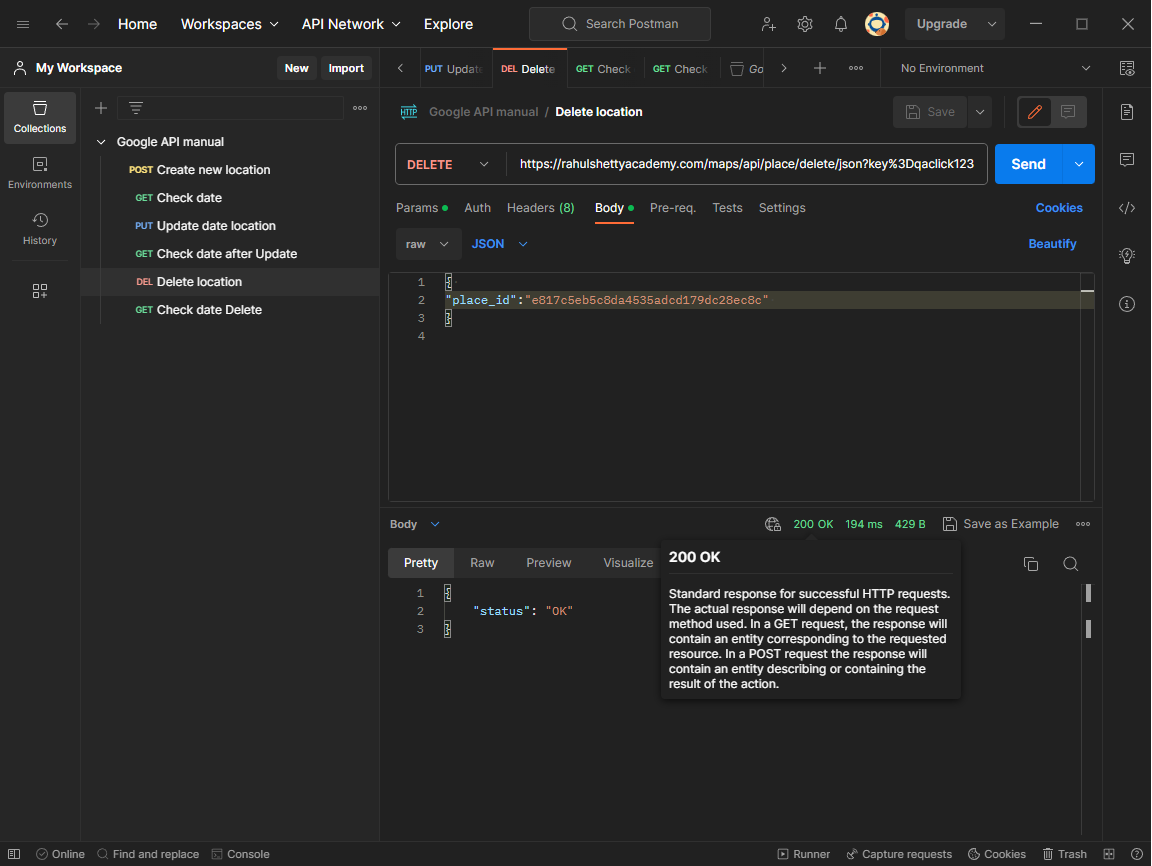 Home
Workspaces
API Network
Explore
Search Postman
Upgrade
My Workspace
New
Import
PUT Update
DEL Delete
GET Check
GET Check
Go
No Environment
Collections
Environments
History
Google API manual
POST Create new location
GET Check date
PUT Update date location
GET Check date after Update
DEL Delete location
GET Check date Delete
HTTP Google API manual / Delete location
Save
DELETE
https://rahulshettyacademy.com/maps/api/place/delete/json?key%3Dqaclick123
Send
Params
Auth
Headers (8)
Body
Pre-req.
Tests
Settings
Cookies
raw
JSON
Beautify
1 {
2 "place_id":"e817c5eb5c8da4535adcd179dc28ec8c"
3 }
4
Body
200 OK
194 ms
429 B
Save as Example
Pretty
Raw
Preview
Visualize
1 {
2 "status": "OK"
3 }
200 OK
Standard response for successful HTTP requests.
The actual response will depend on the request
method used. In a GET request, the response will
contain an entity corresponding to the requested
resource. In a POST request the response will
contain an entity describing or containing the
result of the action.
Online
Find and replace
Console
Runner
Capture requests
Cookies
Trash